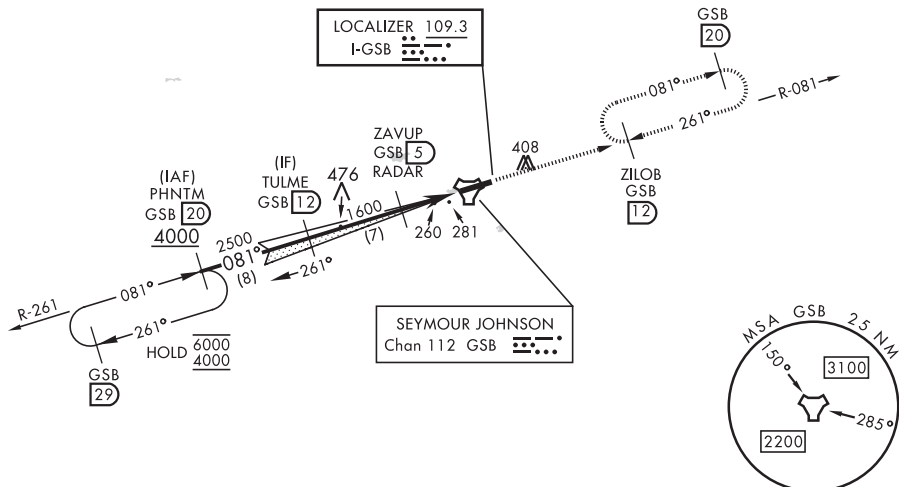 LOCALIZER 109.3
I-GSB
GSB
20
081°
R-081
261°
ZILOB
GSB
12
408
ZAVUP
GSB 5
RADAR
(IF)
TULME
GSB 12
476
1600
(7)
260
281
(IAF)
PHNTM
GSB 20
4000
2500
081°
(8)
261°
R-261
081°
261°
HOLD 6000
4000
GSB
29
SEYMOUR JOHNSON
Chan 112 GSB
MSA GSB 25 NM
150°
3100
285°
2200